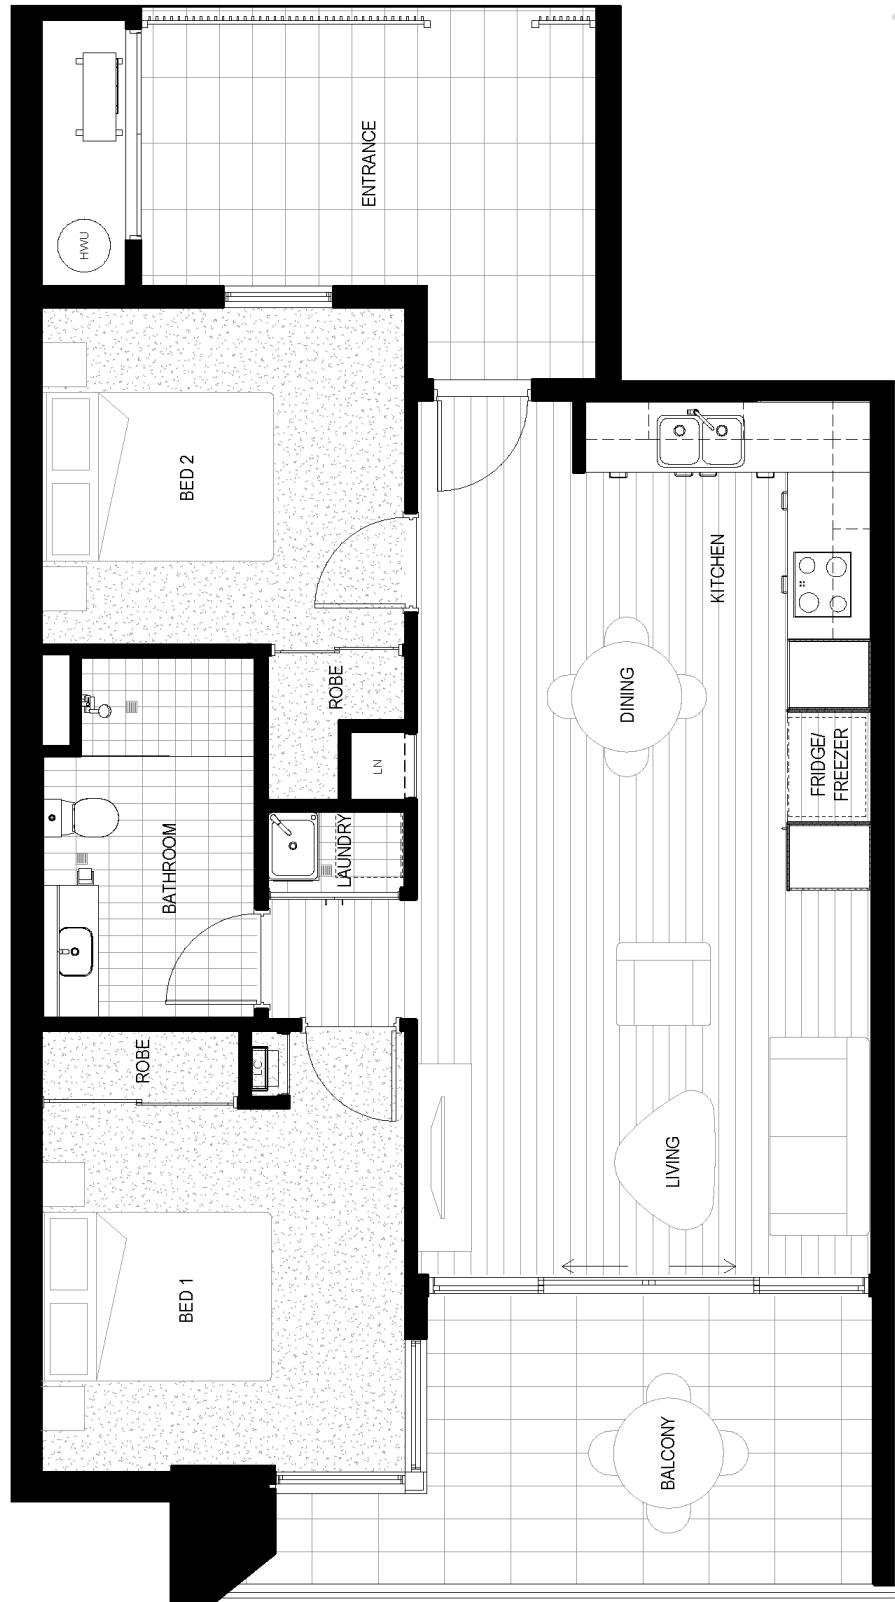 ENTRANCE
HWU
BED 2
KITCHEN
ROBE
DINING
LN
FRIDGE/
FREEZER
LAUNDRY
BATHROOM
ROBE
LC
LIVING
BED 1
BALCONY